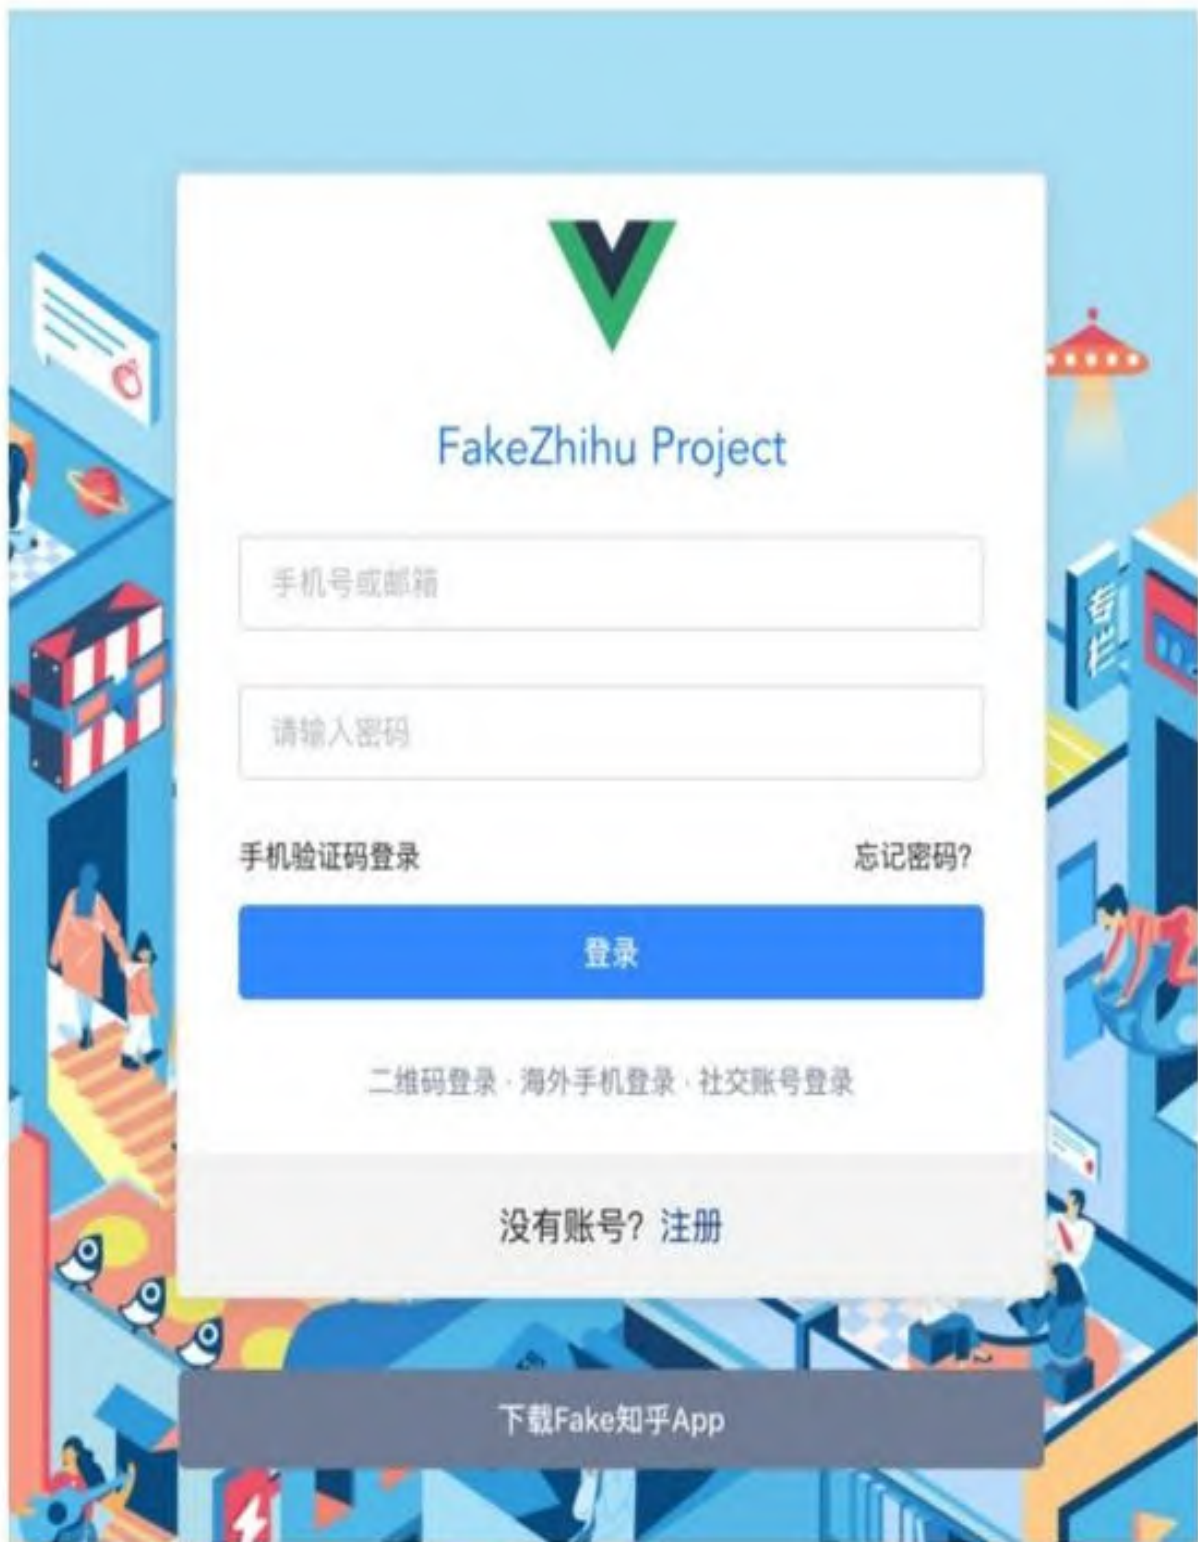 FakeZhihu Project
手机号或邮箱
请输入密码
手机验证码登录 忘记密码?
登录
二维码登录 · 海外手机登录 · 社交账号登录
没有账号? 注册
下载Fake知乎App
专栏